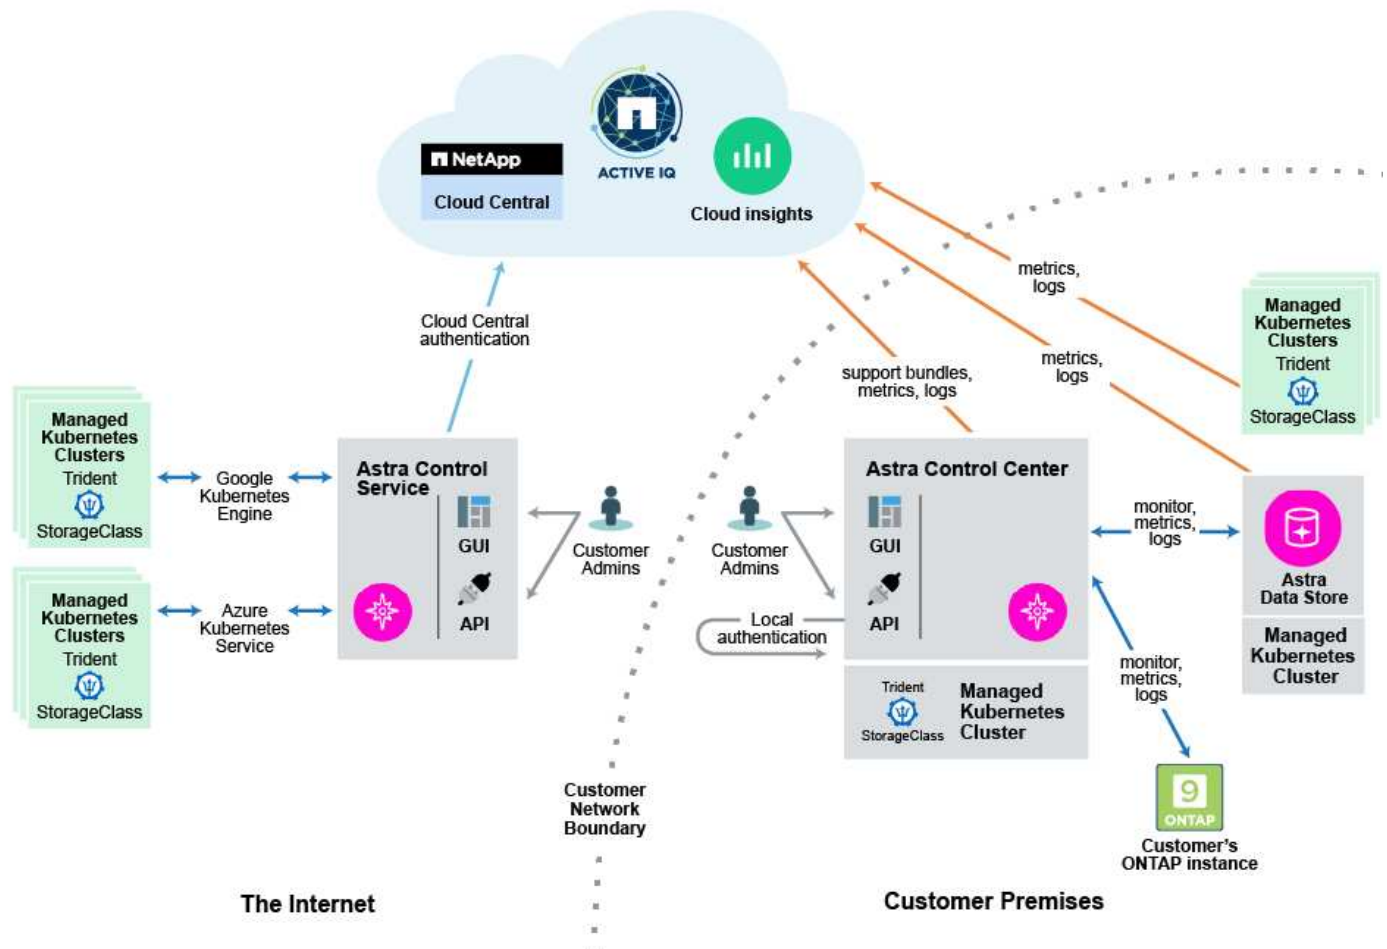 NetApp
Cloud Central
ACTIVE IQ
Cloud insights
Cloud Central
authentication
support bundles,
metrics, logs
metrics,
logs
metrics,
logs
Managed
Kubernetes
Clusters
Trident
StorageClass
Managed
Kubernetes
Clusters
Trident
StorageClass
Google
Kubernetes
Engine
Managed
Kubernetes
Clusters
Trident
StorageClass
Azure
Kubernetes
Service
Astra Control
Service
GUI
API
Customer
Admins
Customer
Admins
Local
authentication
Astra Control Center
GUI
API
Trident
StorageClass
Managed
Kubernetes
Cluster
monitor,
metrics,
logs
Astra
Data Store
Managed
Kubernetes
Cluster
monitor,
metrics,
logs
9
ONTAP
Customer's
ONTAP instance
Customer
Network
Boundary
The Internet
Customer Premises